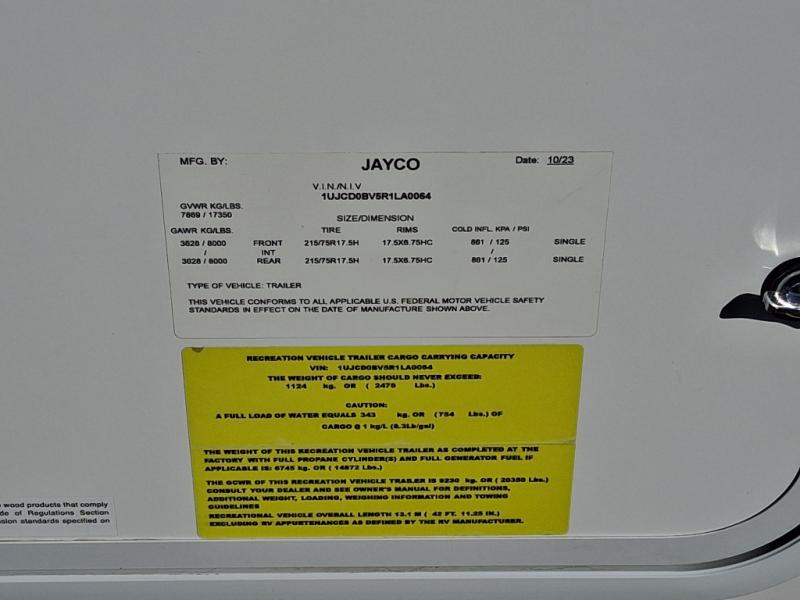 MFG. BY: JAYCO Date: 10/23
V.I.N./N.I.V
1UJCD0BV5R1LA0064
GVWR KG/LBS.
7869 / 17350
SIZE/DIMENSION
GAWR KG/LBS. TIRE RIMS COLD INFL. KPA / PSI
3628 / 8000 FRONT 215/75R17.5H 17.5X6.75HC 861 / 125 SINGLE
/ INT /
3628 / 8000 REAR 215/75R17.5H 17.5X6.75HC 861 / 125 SINGLE
TYPE OF VEHICLE: TRAILER
THIS VEHICLE CONFORMS TO ALL APPLICABLE U.S. FEDERAL MOTOR VEHICLE SAFETY
STANDARDS IN EFFECT ON THE DATE OF MANUFACTURE SHOWN ABOVE.
RECREATION VEHICLE TRAILER CARGO CARRYING CAPACITY
VIN: 1UJCD0BV5R1LA0064
THE WEIGHT OF CARGO SHOULD NEVER EXCEED:
1124 kg. OR ( 2478 Lbs.)
CAUTION:
A FULL LOAD OF WATER EQUALS 343 kg. OR (754 Lbs.) OF
CARGO @ 1 kg/L (8.3Lb/gal)
THE WEIGHT OF THIS RECREATION VEHICLE TRAILER AS COMPLETED AT THE
FACTORY WITH FULL PROPANE CYLINDER(S) AND FULL GENERATOR FUEL IF
APPLICABLE IS: 6745 kg. OR ( 14872 Lbs.)
THE GCWR OF THIS RECREATION VEHICLE TRAILER IS 9230 kg. OR ( 20350 Lbs.)
CONSULT YOUR DEALER AND SEE OWNER'S MANUAL FOR DEFINITIONS,
ADDITIONAL WEIGHT, LOADING, WEIGHING INFORMATION AND TOWING
GUIDELINES
RECREATIONAL VEHICLE OVERALL LENGTH 13.1 M ( 42 FT. 11.25 IN.)
EXCLUDING RV APPURTENANCES AS DEFINED BY THE RV MANUFACTURER.
wood products that comply
de of Regulations Section
standards specified on